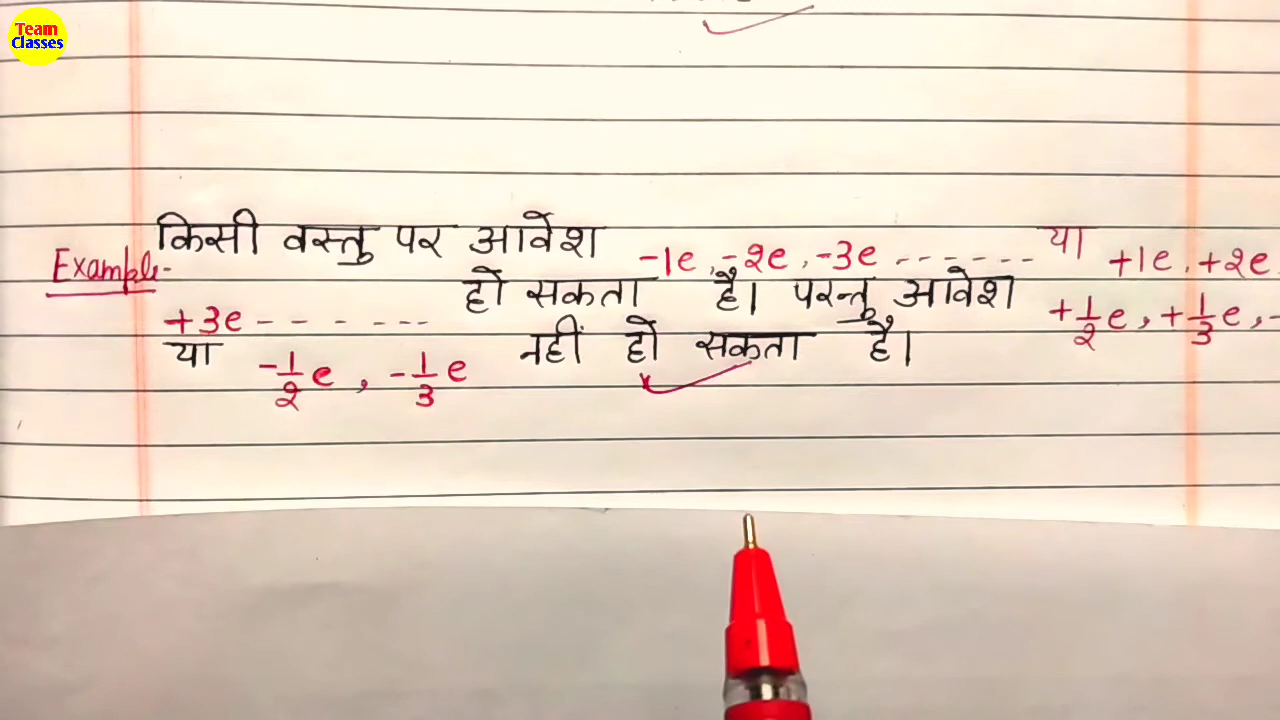 Team
Classes
किसी वस्तु पर आवेश -1e, -2e, -3e ------ या +1e, +2e
Example-
+3e - - - - - - हो सकता है। परन्तु आवेश +1/2e, +1/3e, -
या -1/2e, -1/3e नहीं हो सकता है।